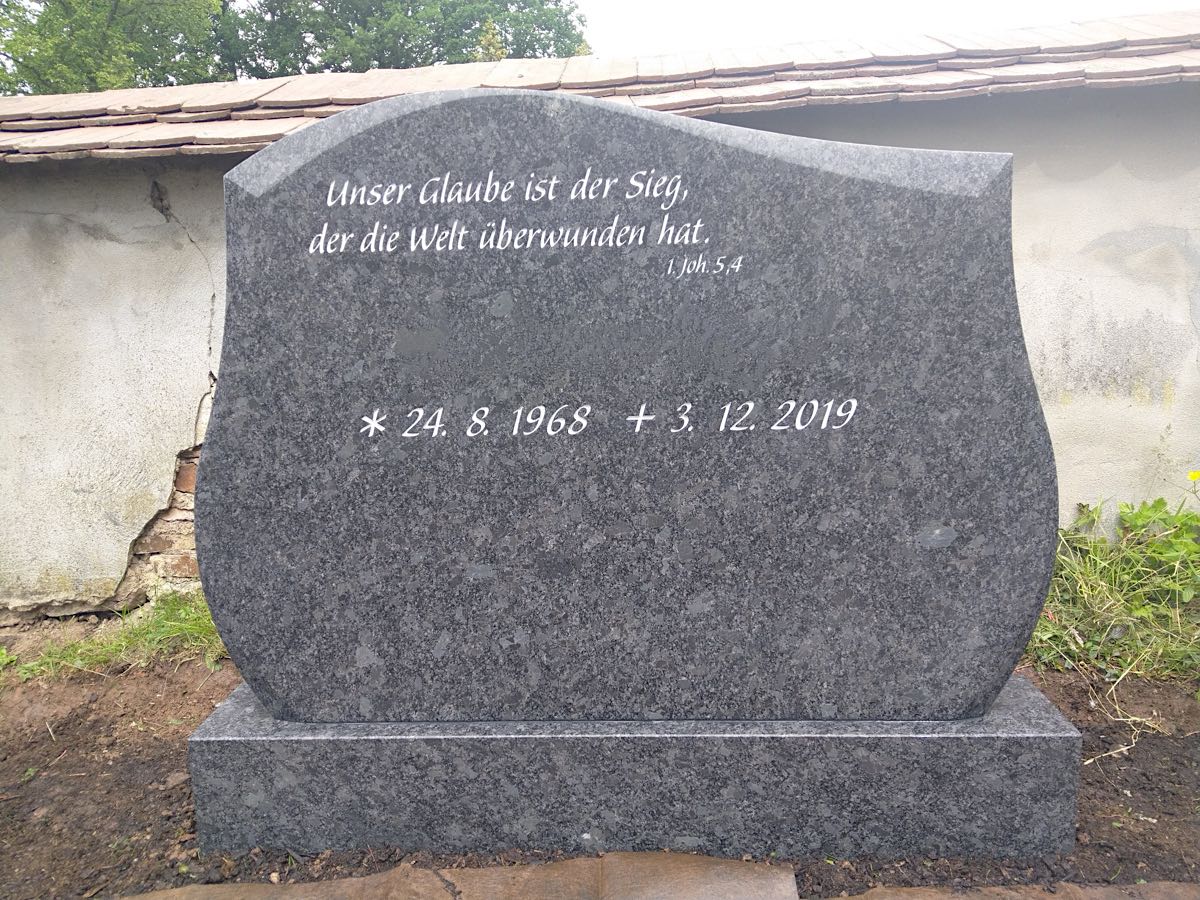 Unser Glaube ist der Sieg,
der die Welt überwunden hat.
1. Joh. 5,4
* 24. 8. 1968 + 3. 12. 2019